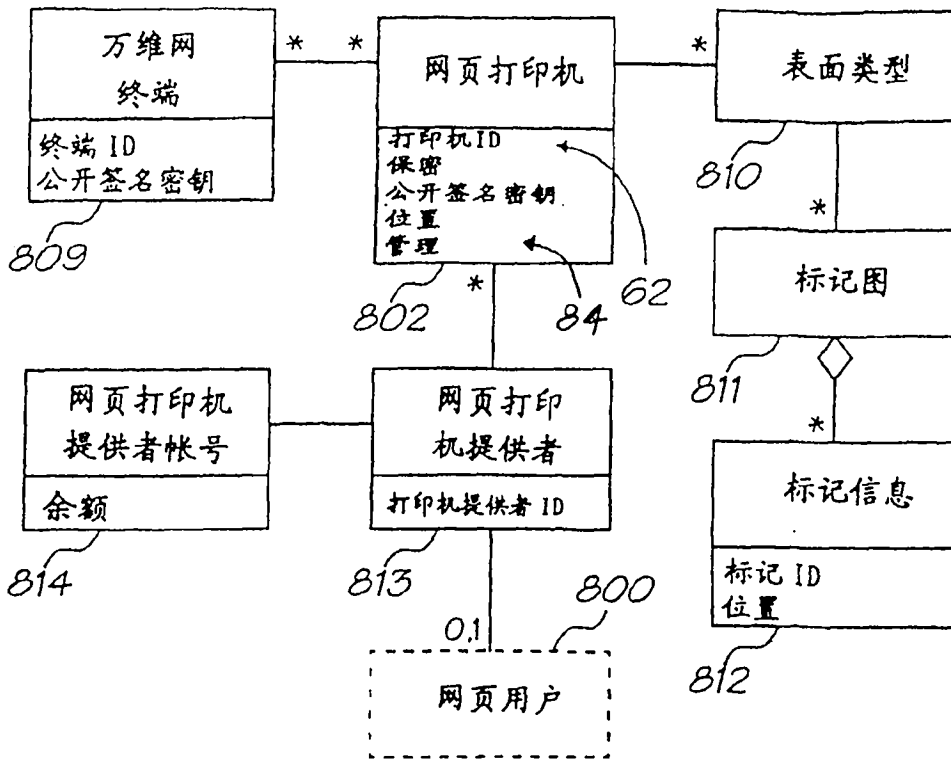 万维网
终端
终端 ID
公开签名密钥
809
* *
网页打印机
打印机ID
保密
公开签名密钥
位置
管理
802
84
62
*
*
表面类型
810
*
标记图
811
*
标记信息
标记 ID
位置
812
网页打印机
提供者帐号
余额
814
网页打印
机提供者
打印机提供者 ID
813
0,1
800
网页用户